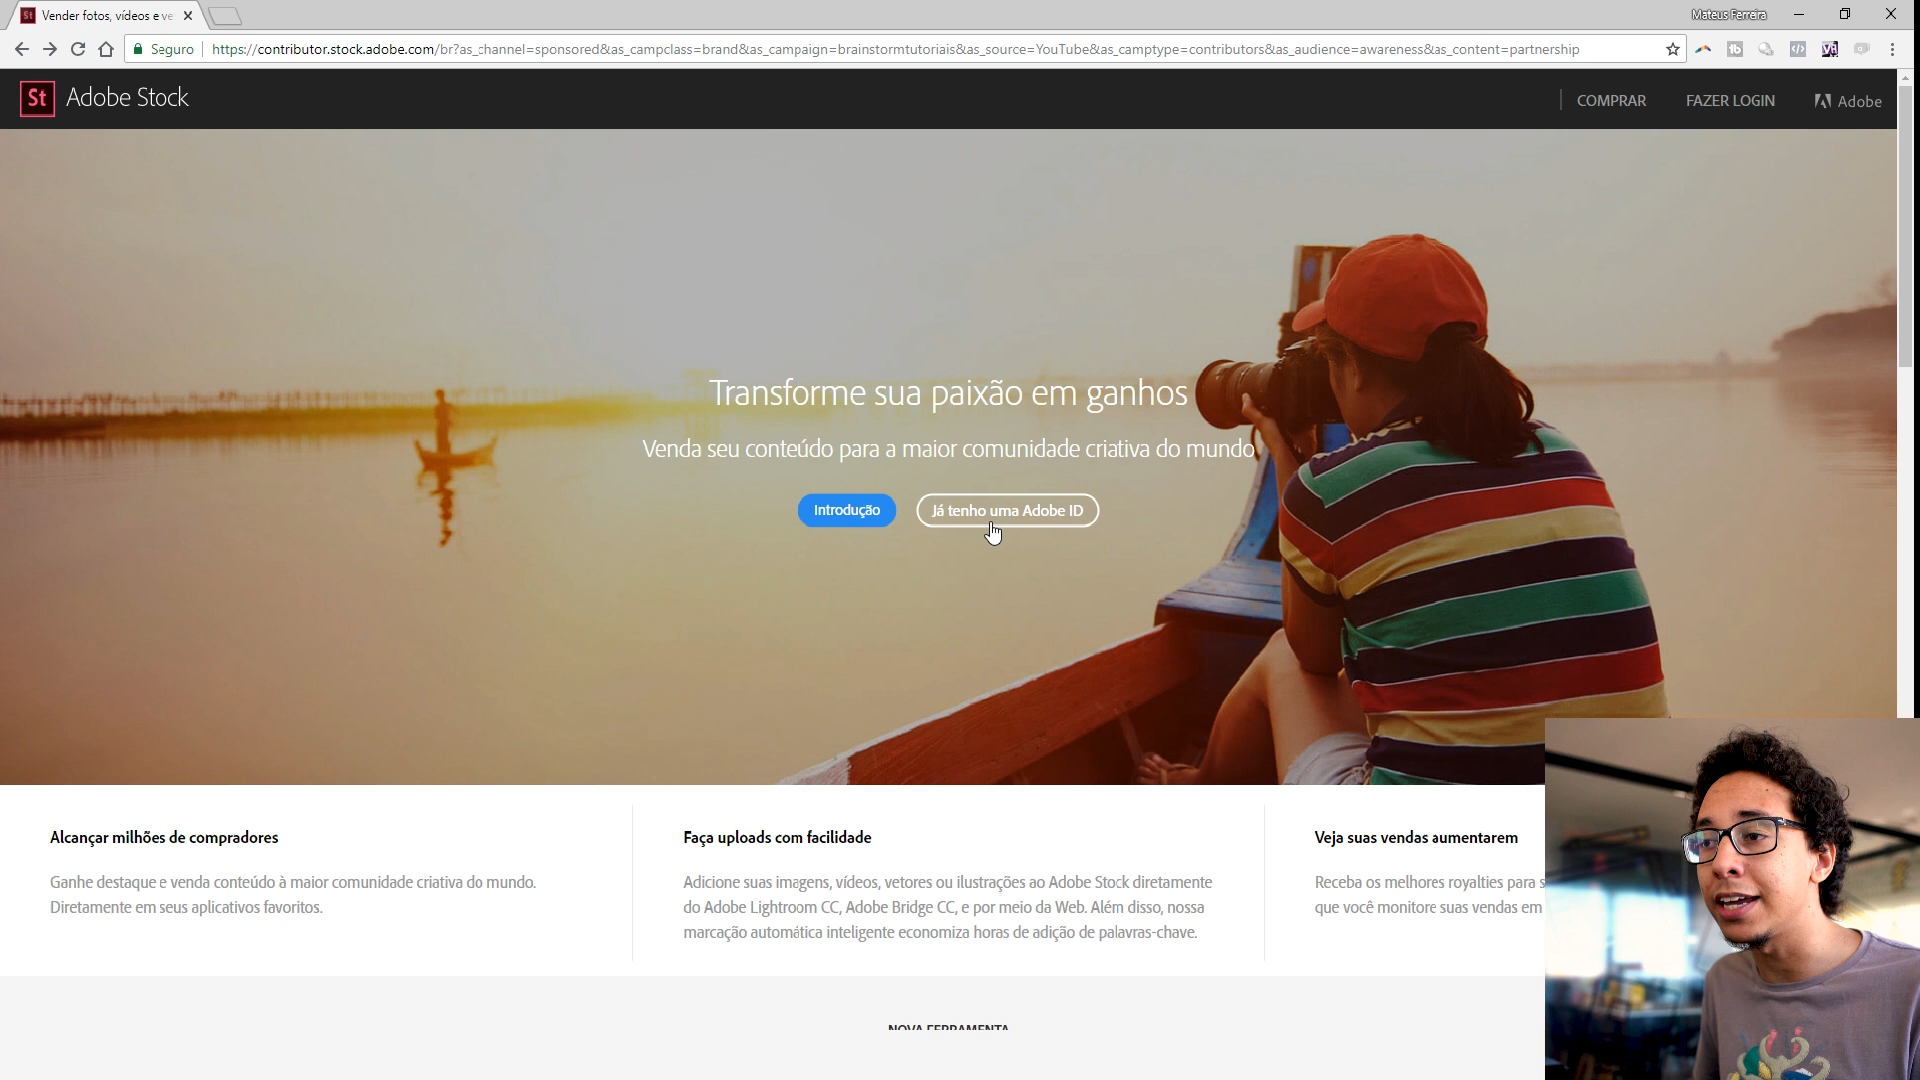 St Vender fotos, vídeos e ve
Mateus Ferreira
Seguro https://contributor.stock.adobe.com/br?as_channel=sponsored&as_campclass=brand&as_campaign=brainstormtutoriais&as_source=YouTube&as_camptype=contributors&as_audience=awareness&as_content=partnership
St Adobe Stock
COMPRAR
FAZER LOGIN
Adobe
Transforme sua paixão em ganhos
Venda seu conteúdo para a maior comunidade criativa do mundo
Introdução
Já tenho uma Adobe ID
Alcançar milhões de compradores
Ganhe destaque e venda conteúdo à maior comunidade criativa do mundo.
Diretamente em seus aplicativos favoritos.
Faça uploads com facilidade
Adicione suas imagens, vídeos, vetores ou ilustrações ao Adobe Stock diretamente
do Adobe Lightroom CC, Adobe Bridge CC, e por meio da Web. Além disso, nossa
marcação automática inteligente economiza horas de adição de palavras-chave.
Veja suas vendas aumentarem
Receba os melhores royalties para s
que você monitore suas vendas em
NOVA FERRAMENTA